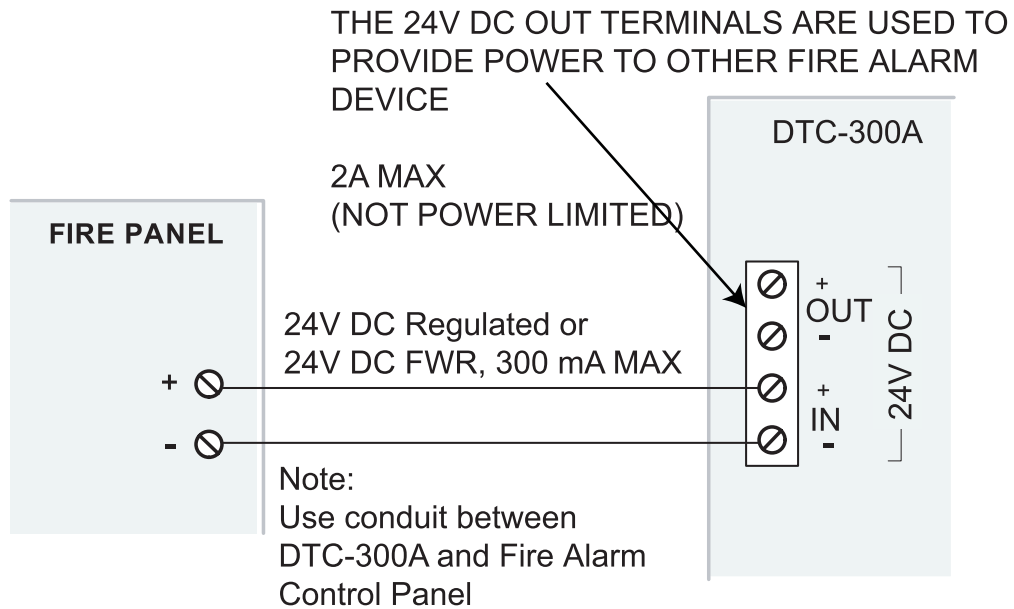 THE 24V DC OUT TERMINALS ARE USED TO
PROVIDE POWER TO OTHER FIRE ALARM
DEVICE
2A MAX
(NOT POWER LIMITED)
DTC-300A
FIRE PANEL
24V DC Regulated or
24V DC FWR, 300 mA MAX
+
-
+
OUT
-
+
IN
-
24V DC
Note:
Use conduit between
DTC-300A and Fire Alarm
Control Panel